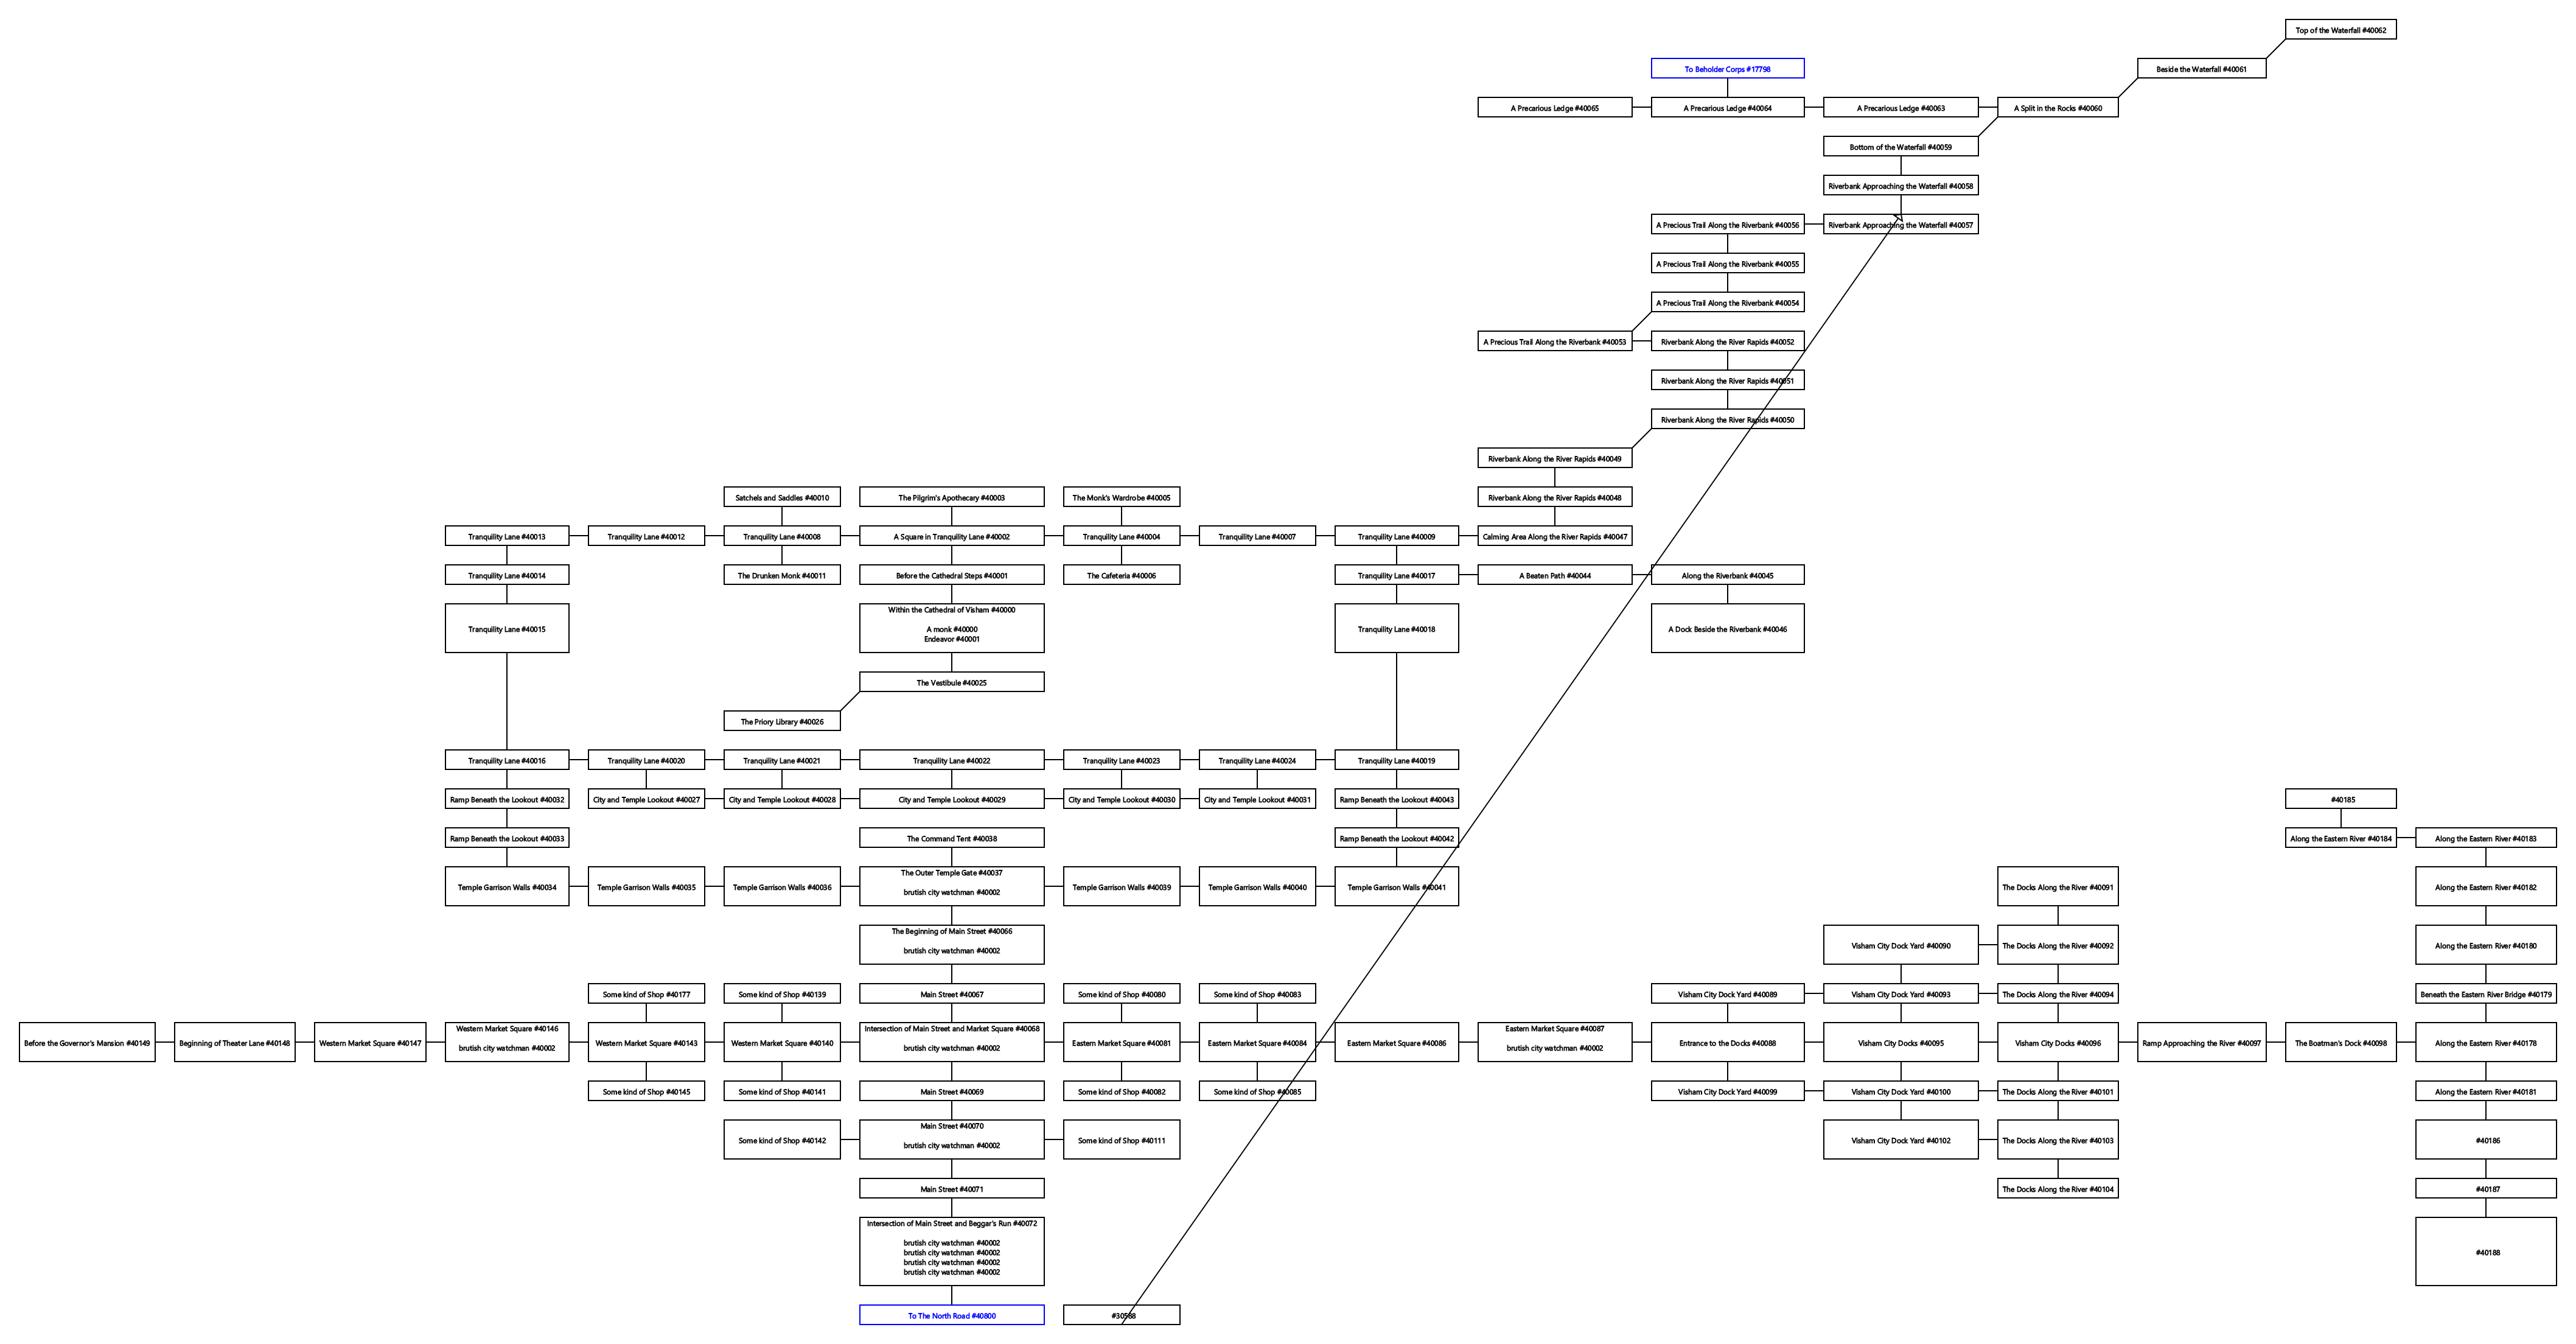 Top of the Waterfall #40062
To Beholder Corps #17798
Beside the Waterfall #40061
A Precarious Ledge #40065
A Precarious Ledge #40064
A Precarious Ledge #40063
A Split in the Rocks #40060
Bottom of the Waterfall #40059
Riverbank Approaching the Waterfall #40058
A Precious Trail Along the Riverbank #40056
Riverbank Approaching the Waterfall #40057
A Precious Trail Along the Riverbank #40055
A Precious Trail Along the Riverbank #40054
A Precious Trail Along the Riverbank #40053
Riverbank Along the River Rapids #40052
Riverbank Along the River Rapids #40051
Riverbank Along the River Rapids #40050
Riverbank Along the River Rapids #40049
Satchels and Saddles #40010
The Pilgrim's Apothecary #40003
The Monk's Wardrobe #40005
Riverbank Along the River Rapids #40048
Tranquility Lane #40013
Tranquility Lane #40012
Tranquility Lane #40008
A Square in Tranquility Lane #40002
Tranquility Lane #40004
Tranquility Lane #40007
Tranquility Lane #40009
Calming Area Along the River Rapids #40047
Tranquility Lane #40014
The Drunken Monk #40011
Before the Cathedral Steps #40001
The Cafeteria #40006
Tranquility Lane #40017
A Beaten Path #40044
Along the Riverbank #40045
Tranquility Lane #40015
Within the Cathedral of Visham #40000
A monk #40000
Endeavor #40001
Tranquility Lane #40018
A Dock Beside the Riverbank #40046
The Vestibule #40025
The Priory Library #40026
Tranquility Lane #40016
Tranquility Lane #40020
Tranquility Lane #40021
Tranquility Lane #40022
Tranquility Lane #40023
Tranquility Lane #40024
Tranquility Lane #40019
Ramp Beneath the Lookout #40032
City and Temple Lookout #40027
City and Temple Lookout #40028
City and Temple Lookout #40029
City and Temple Lookout #40030
City and Temple Lookout #40031
Ramp Beneath the Lookout #40043
#40185
Ramp Beneath the Lookout #40033
The Command Tent #40038
Ramp Beneath the Lookout #40042
Along the Eastern River #40184
Along the Eastern River #40183
Temple Garrison Walls #40034
Temple Garrison Walls #40035
Temple Garrison Walls #40036
The Outer Temple Gate #40037
brutish city watchman #40002
Temple Garrison Walls #40039
Temple Garrison Walls #40040
Temple Garrison Walls #40041
The Docks Along the River #40091
Along the Eastern River #40182
The Beginning of Main Street #40066
brutish city watchman #40002
Visham City Dock Yard #40090
The Docks Along the River #40092
Along the Eastern River #40180
Some kind of Shop #40177
Some kind of Shop #40139
Main Street #40067
Some kind of Shop #40080
Some kind of Shop #40083
Visham City Dock Yard #40089
Visham City Dock Yard #40093
The Docks Along the River #40094
Beneath the Eastern River Bridge #40179
Before the Governor's Mansion #40149
Beginning of Theater Lane #40148
Western Market Square #40147
Western Market Square #40146
brutish city watchman #40002
Western Market Square #40143
Western Market Square #40140
Intersection of Main Street and Market Square #40068
brutish city watchman #40002
Eastern Market Square #40081
Eastern Market Square #40084
Eastern Market Square #40086
Eastern Market Square #40087
brutish city watchman #40002
Entrance to the Docks #40088
Visham City Docks #40095
Visham City Docks #40096
Ramp Approaching the River #40097
The Boatman's Dock #40098
Along the Eastern River #40178
Some kind of Shop #40145
Some kind of Shop #40141
Main Street #40069
Some kind of Shop #40082
Some kind of Shop #40085
Visham City Dock Yard #40099
Visham City Dock Yard #40100
The Docks Along the River #40101
Along the Eastern River #40181
Some kind of Shop #40142
Main Street #40070
brutish city watchman #40002
Some kind of Shop #40111
Visham City Dock Yard #40102
The Docks Along the River #40103
#40186
Main Street #40071
The Docks Along the River #40104
#40187
Intersection of Main Street and Beggar's Run #40072
brutish city watchman #40002
brutish city watchman #40002
brutish city watchman #40002
brutish city watchman #40002
#40188
To The North Road #40800